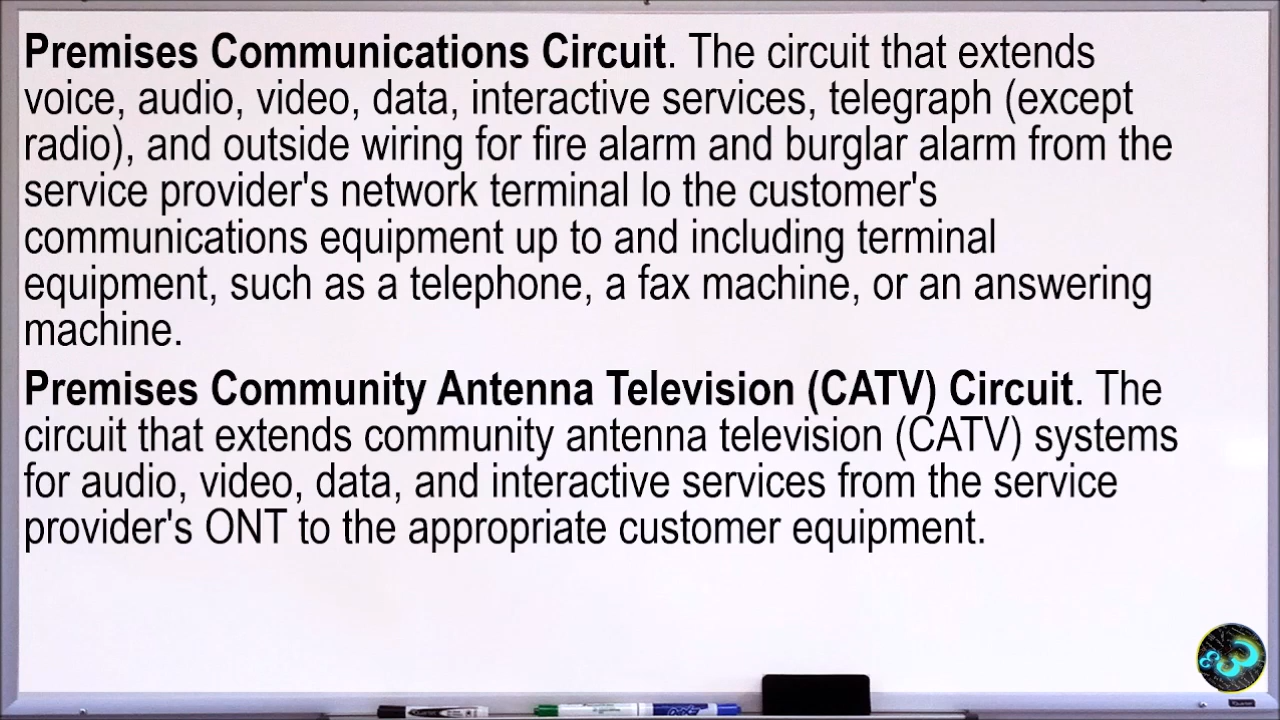 Premises Communications Circuit. The circuit that extends
voice, audio, video, data, interactive services, telegraph (except
radio), and outside wiring for fire alarm and burglar alarm from the
service provider's network terminal lo the customer's
communications equipment up to and including terminal
equipment, such as a telephone, a fax machine, or an answering
machine.
Premises Community Antenna Television (CATV) Circuit. The
circuit that extends community antenna television (CATV) systems
for audio, video, data, and interactive services from the service
provider's ONT to the appropriate customer equipment.